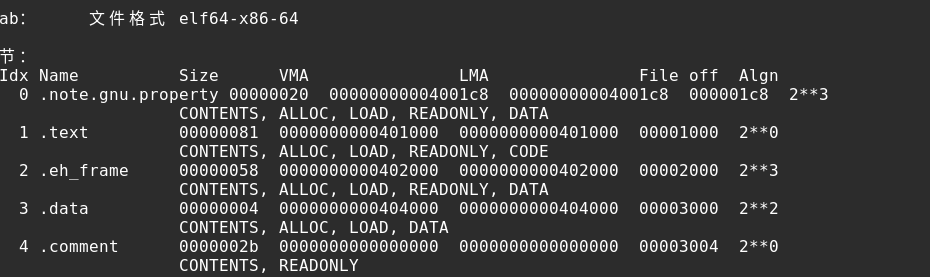 ab:      文件格式 elf64-x86-64

节：
Idx Name          Size      VMA               LMA               File off  Algn
  0 .note.gnu.property 00000020  00000000004001c8  00000000004001c8  000001c8  2**3
                  CONTENTS, ALLOC, LOAD, READONLY, DATA
  1 .text         00000081  0000000000401000  0000000000401000  00001000  2**0
                  CONTENTS, ALLOC, LOAD, READONLY, CODE
  2 .eh_frame     00000058  0000000000402000  0000000000402000  00002000  2**3
                  CONTENTS, ALLOC, LOAD, READONLY, DATA
  3 .data         00000004  0000000000404000  0000000000404000  00003000  2**2
                  CONTENTS, ALLOC, LOAD, DATA
  4 .comment      0000002b  0000000000000000  0000000000000000  00003004  2**0
                  CONTENTS, READONLY